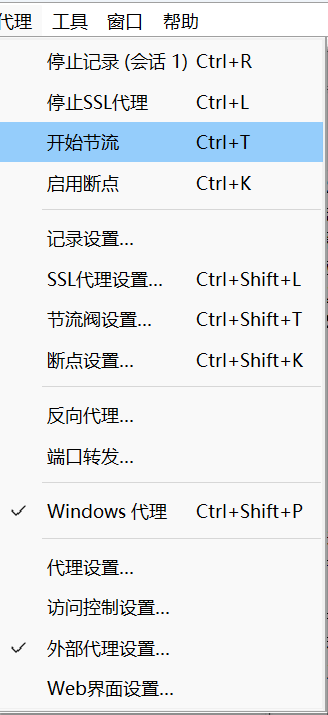 代理 工具 窗口 帮助
停止记录 (会话 1) Ctrl+R
停止SSL代理 Ctrl+L
开始节流 Ctrl+T
启用断点 Ctrl+K
记录设置...
SSL代理设置... Ctrl+Shift+L
节流阀设置... Ctrl+Shift+T
断点设置... Ctrl+Shift+K
反向代理...
端口转发...
Windows 代理 Ctrl+Shift+P
代理设置...
访问控制设置...
外部代理设置...
Web界面设置...